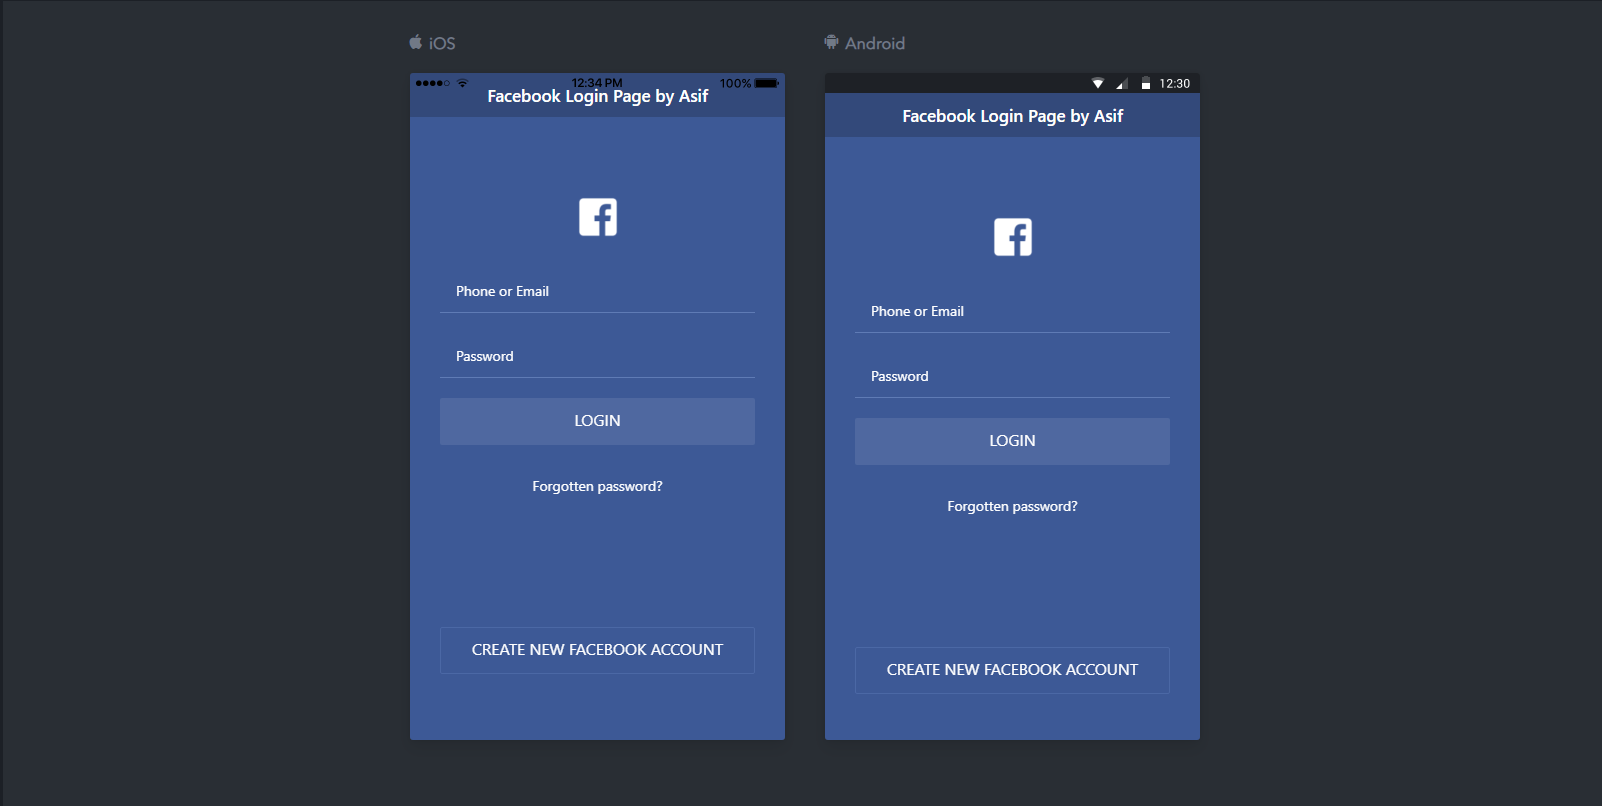 iOS
12:34 PM
100%
Facebook Login Page by Asif
Phone or Email
Password
LOGIN
Forgotten password?
CREATE NEW FACEBOOK ACCOUNT
Android
12:30
Facebook Login Page by Asif
Phone or Email
Password
LOGIN
Forgotten password?
CREATE NEW FACEBOOK ACCOUNT